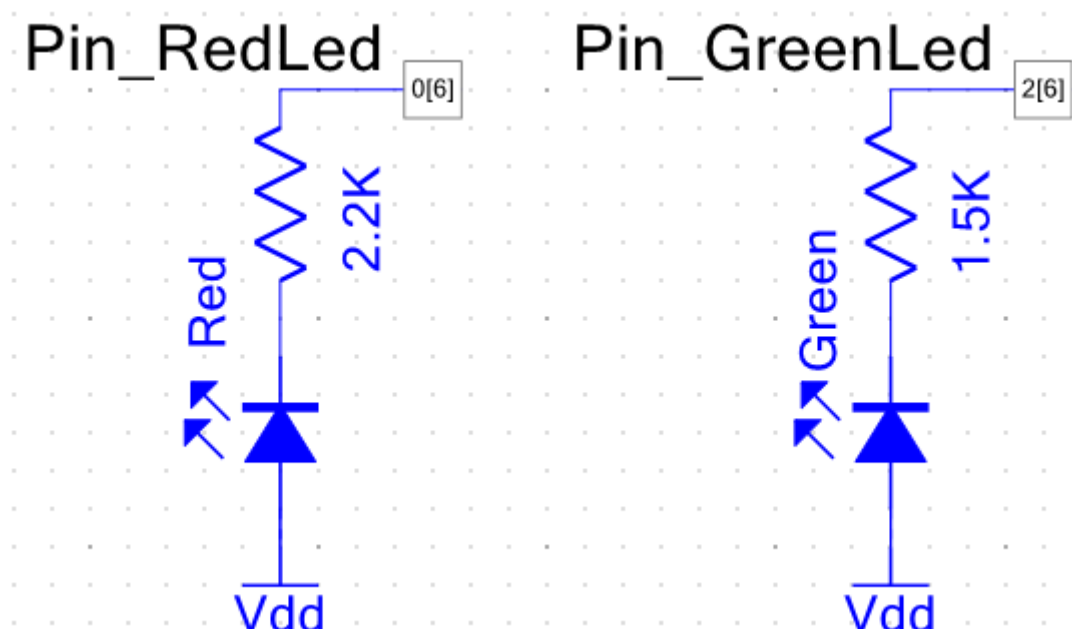 Pin_RedLed
0[6]
2.2K
Red
Vdd
Pin_GreenLed
2[6]
1.5K
Green
Vdd